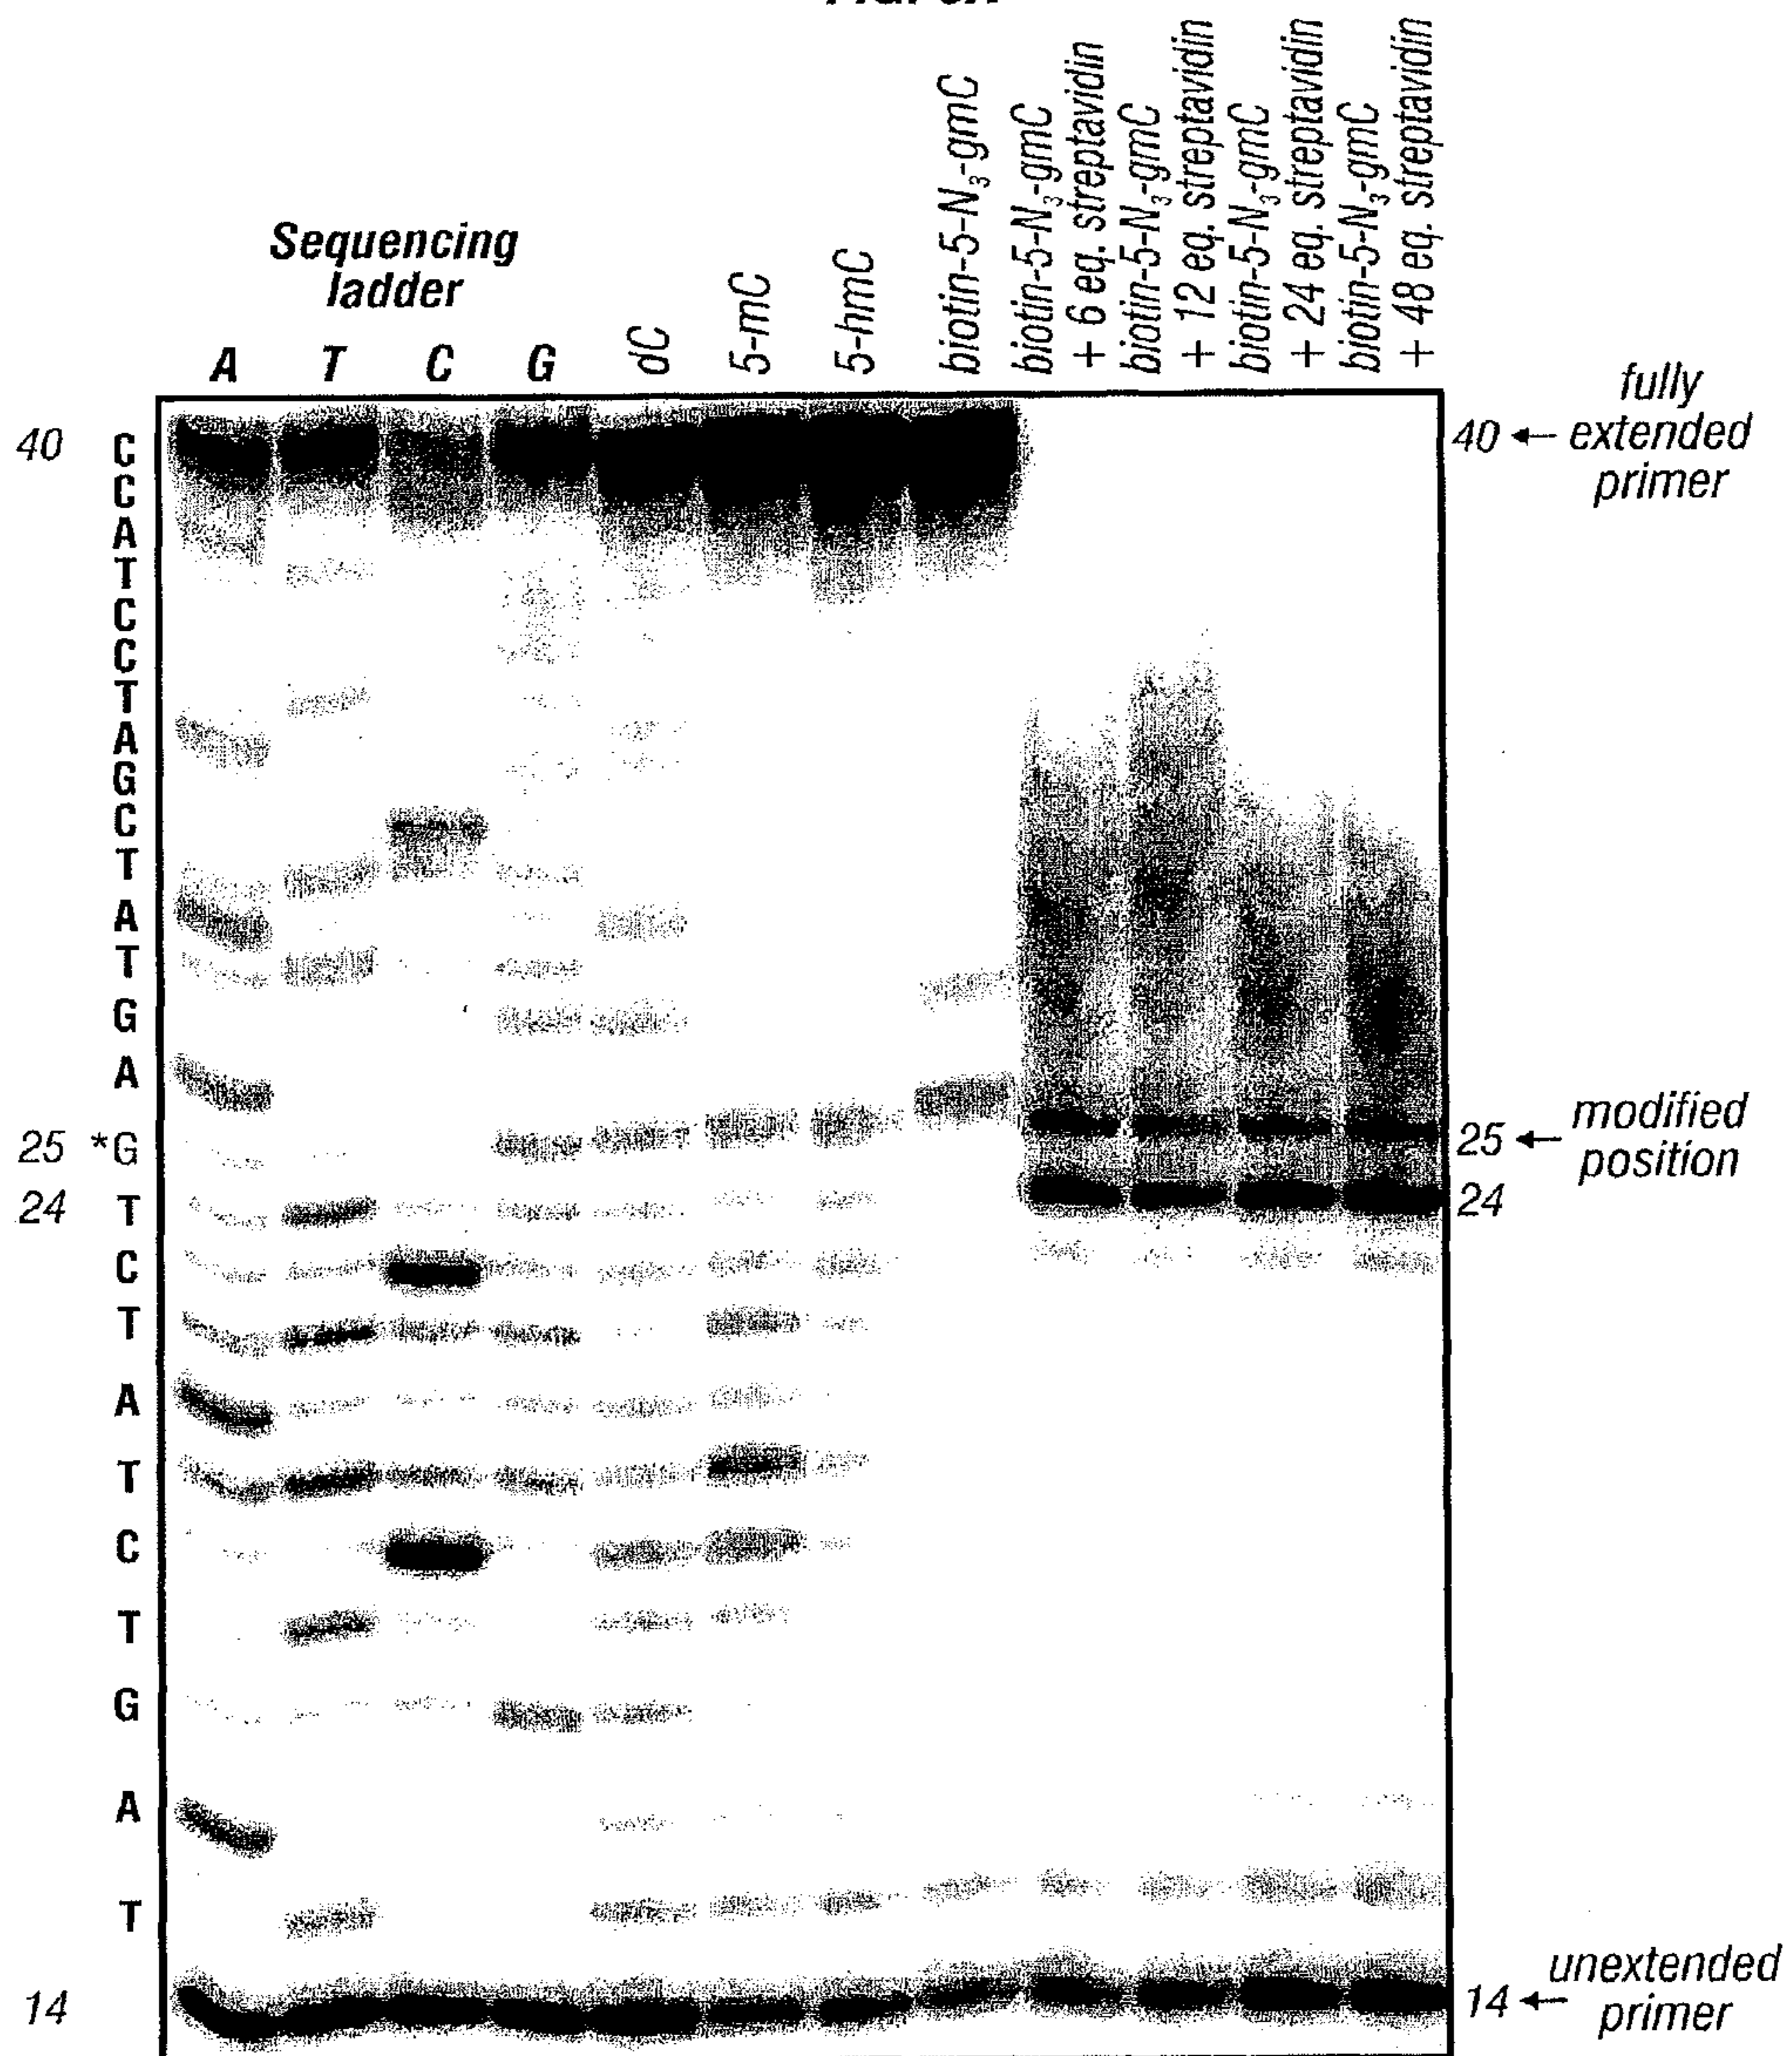 Sequencing
ladder
A T C G
dC
5-mC
5-hmC
biotin-5-N₃-gmC
biotin-5-N₃-gmC
+ 6 eq. streptavidin
biotin-5-N₃-gmC
+ 12 eq. streptavidin
biotin-5-N₃-gmC
+ 24 eq. streptavidin
biotin-5-N₃-gmC
+ 48 eq. streptavidin
40 C
C
A
T
C
C
T
A
G
C
T
A
T
G
A
25 *G
24 T
C
T
A
T
C
T
G
A
T
14
fully
40 ← extended
primer
modified
25 ← position
24
unextended
14 ← primer